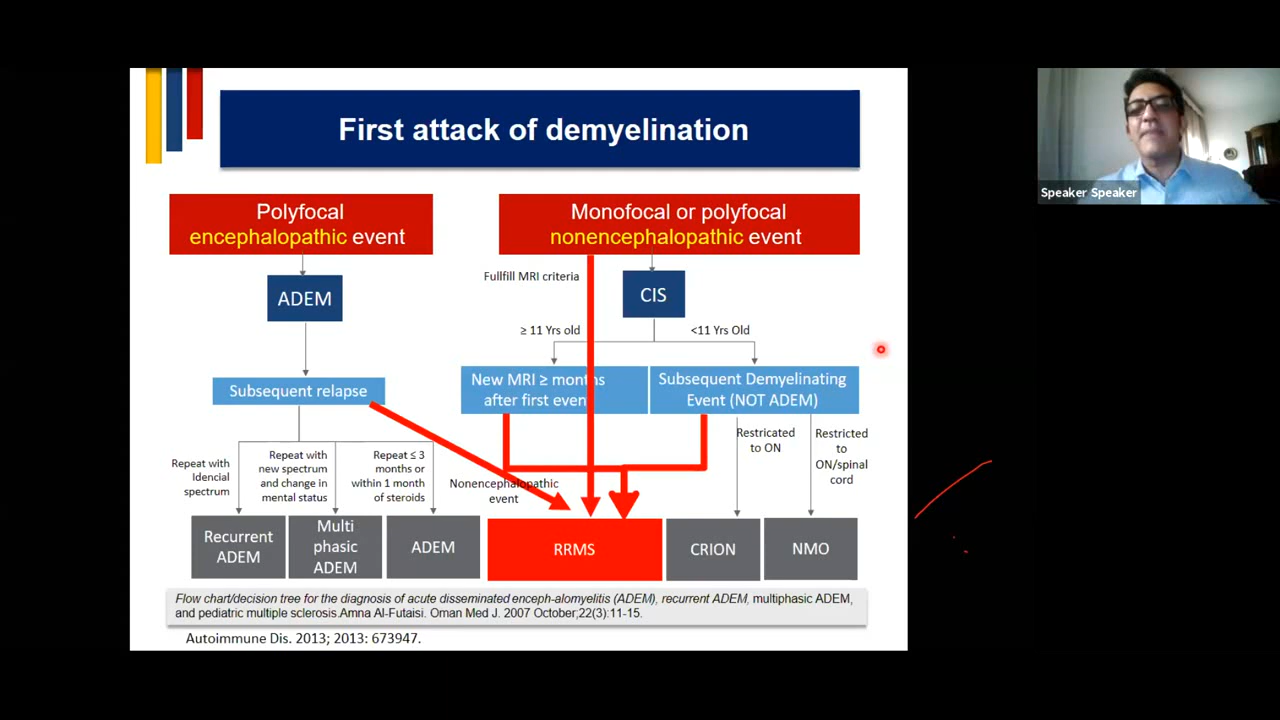 First attack of demyelination
Polyfocal
encephalopathic event
Monofocal or polyfocal
nonencephalopathic event
Speaker Speaker
Fullfill MRI criteria
ADEM
CIS
≥ 11 Yrs old
<11 Yrs Old
Subsequent relapse
New MRI ≥ months
after first event
Subsequent Demyelinating
Event (NOT ADEM)
Repeat with
Idencial
spectrum
Repeat with
new spectrum
and change in
mental status
Repeat ≤ 3
months or
within 1 month
of steroids
Nonencephalopathic
event
Restricated
to ON
Restricted
to
ON/spinal
cord
Recurrent
ADEM
Multi
phasic
ADEM
ADEM
RRMS
CRION
NMO
Flow chart/decision tree for the diagnosis of acute disseminated enceph-alomyelitis (ADEM), recurrent ADEM, multiphasic ADEM,
and pediatric multiple sclerosis.Amna Al-Futaisi. Oman Med J. 2007 October;22(3):11-15.
Autoimmune Dis. 2013; 2013: 673947.